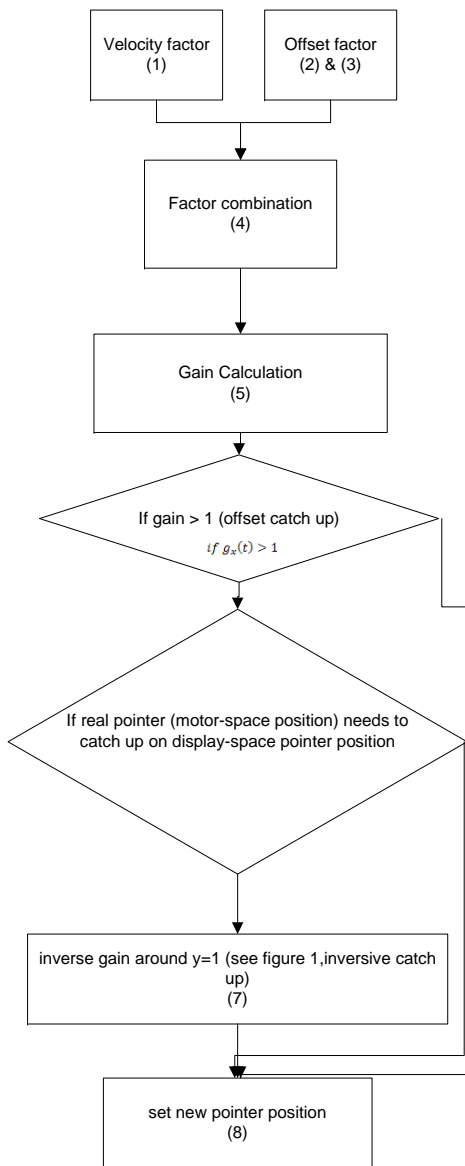 Velocity factor
(1)
Offset factor
(2) & (3)
Factor combination
(4)
Gain Calculation
(5)
If gain > 1 (offset catch up)
if gₓ(t) > 1
If real pointer (motor-space position) needs to
catch up on display-space pointer position
inverse gain around y=1 (see figure 1,inversive catch
up)
(7)
set new pointer position
(8)